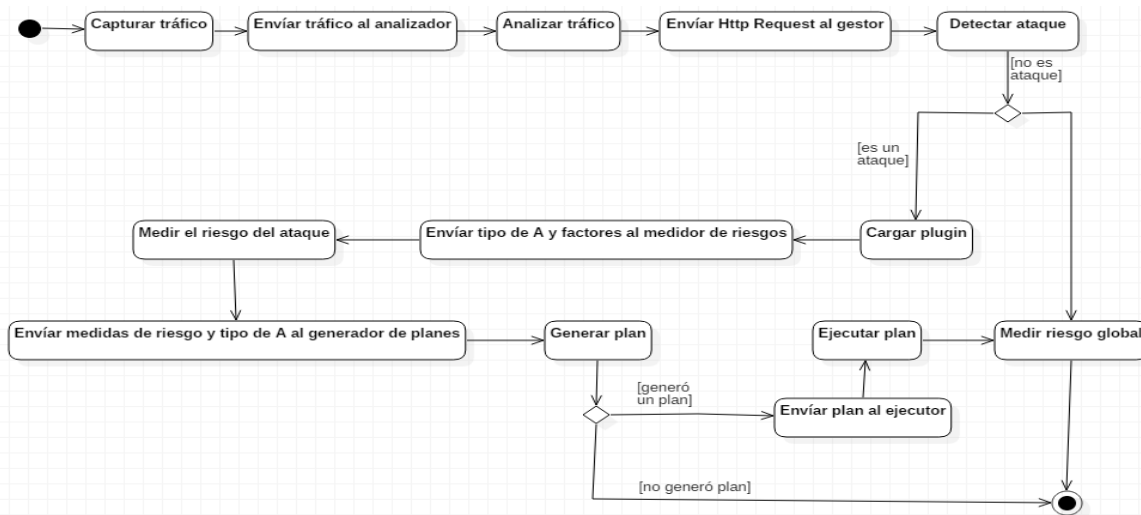 Capturar tráfico
Envíar tráfico al analizador
Analizar tráfico
Envíar Http Request al gestor
Detectar ataque
[no es
ataque]
[es un
ataque]
Medir el riesgo del ataque
Envíar tipo de A y factores al medidor de riesgos
Cargar plugin
Envíar medidas de riesgo y tipo de A al generador de planes
Generar plan
Ejecutar plan
Medir riesgo global
[generó
un plan]
Envíar plan al ejecutor
[no generó plan]